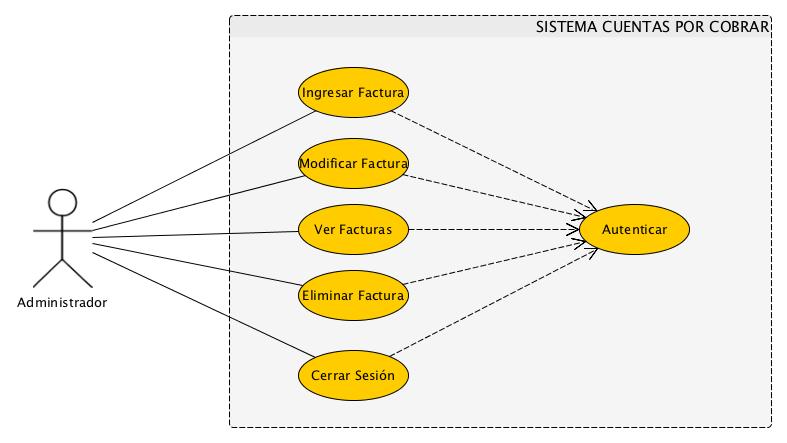 SISTEMA CUENTAS POR COBRAR
Ingresar Factura
Modificar Factura
Ver Facturas
Autenticar
Eliminar Factura
Administrador
Cerrar Sesión